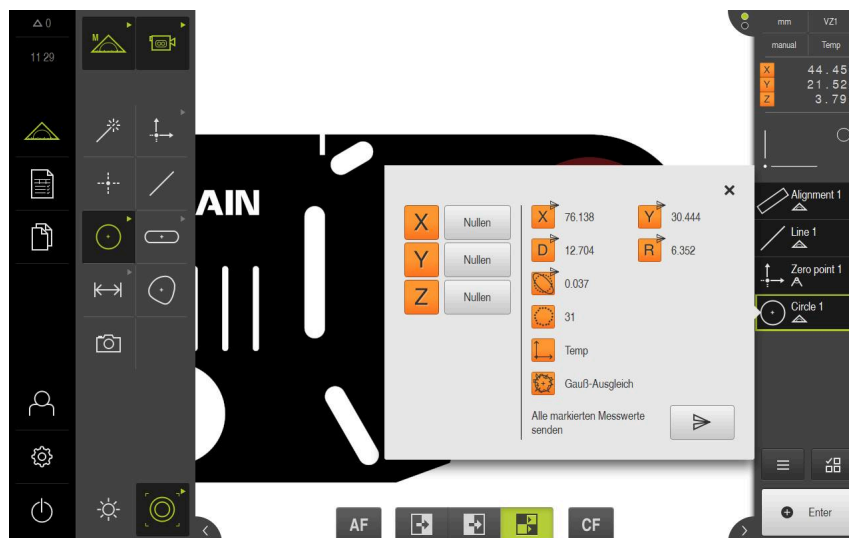 0
11 29
M
AIN
X Nullen
Y Nullen
Z Nullen
X 76.138
Y 30.444
D 12.704
R 6.352
0.037
31
Temp
Gauß-Ausgleich
Alle markierten Messwerte
senden
AF
CF
mm VZ1
manual Temp
X 44.45
Y 21.52
Z 3.79
Alignment 1
Line 1
Zero point 1
Circle 1
Enter